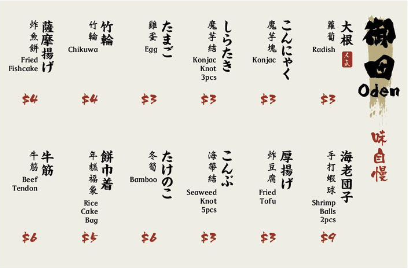 御田
Oden
味自慢
大根
人気
蘿蔔
Radish
$3
こんにゃく
魔芋塊
Konjac
$3
しらたき
魔芋結
Konjac
Knot
3pcs
$3
たまご
雞蛋
Egg
$3
竹輪
竹輪
Chikuwa
$4
薩摩揚げ
炸魚餅
Fried
Fishcake
$4
海老団子
手打蝦球
Shrimp
Balls
2pcs
$9
厚揚げ
炸豆腐
Fried
Tofu
$3
こんぶ
海帶結
Seaweed
Knot
5pcs
$3
たけのこ
冬筍
Bamboo
$6
餅巾着
年糕福袋
Rice
Cake
Bag
$5
牛筋
牛筋
Beef
Tendon
$6